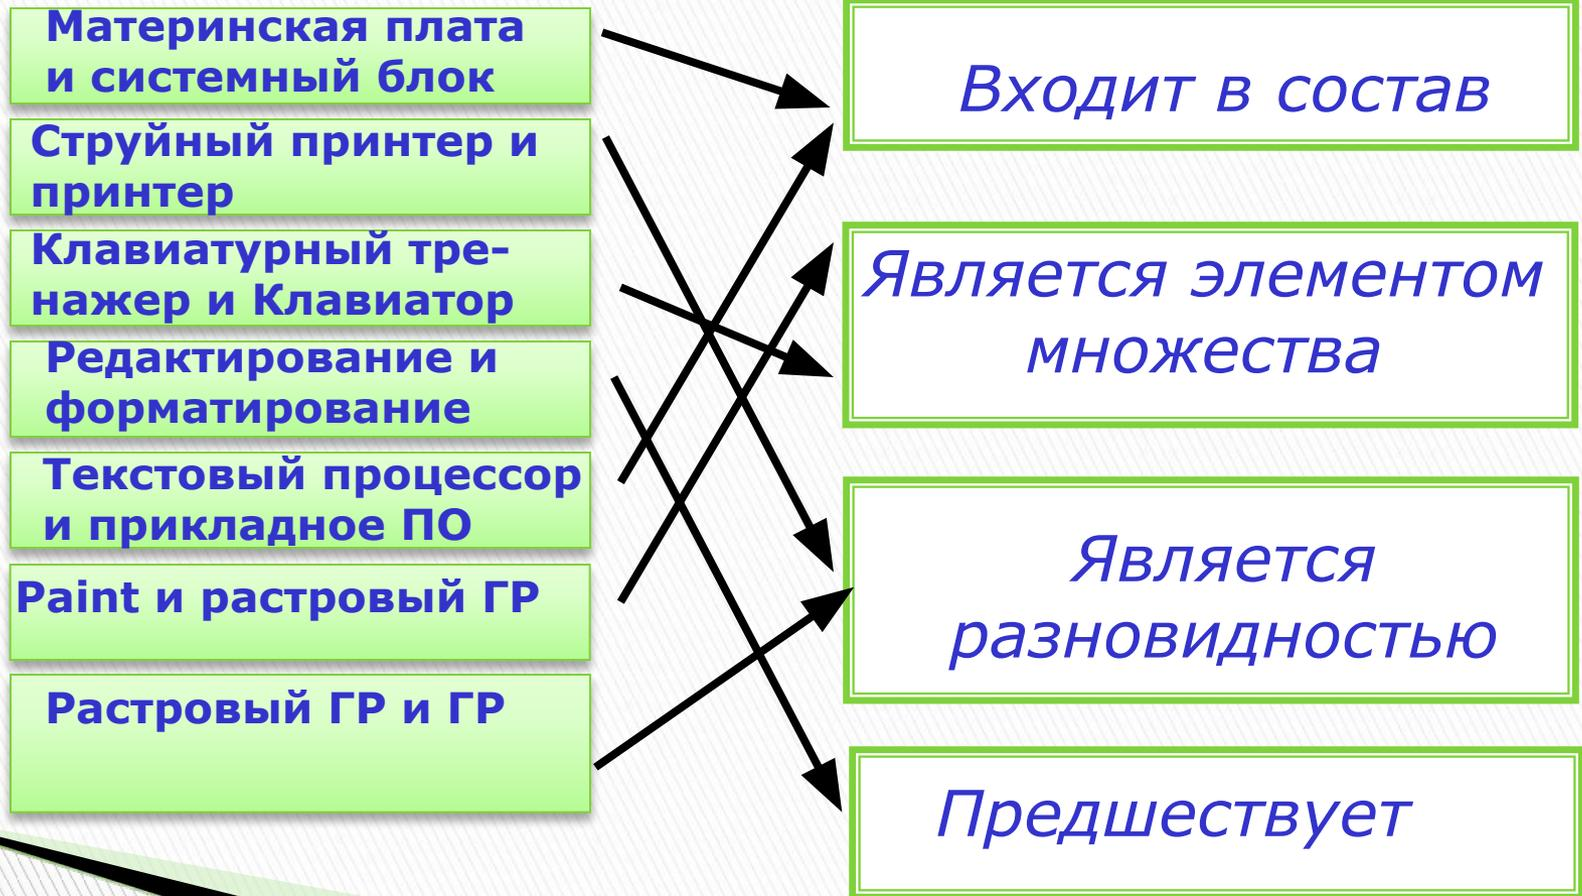 Материнская плата
и системный блок
Струйный принтер и
принтер
Клавиатурный тре-
нажер и Клавиатор
Редактирование и
форматирование
Текстовый процессор
и прикладное ПО
Paint и растровый ГР
Растровый ГР и ГР
Входит в состав
Является элементом
множества
Является
разновидностью
Предшествует